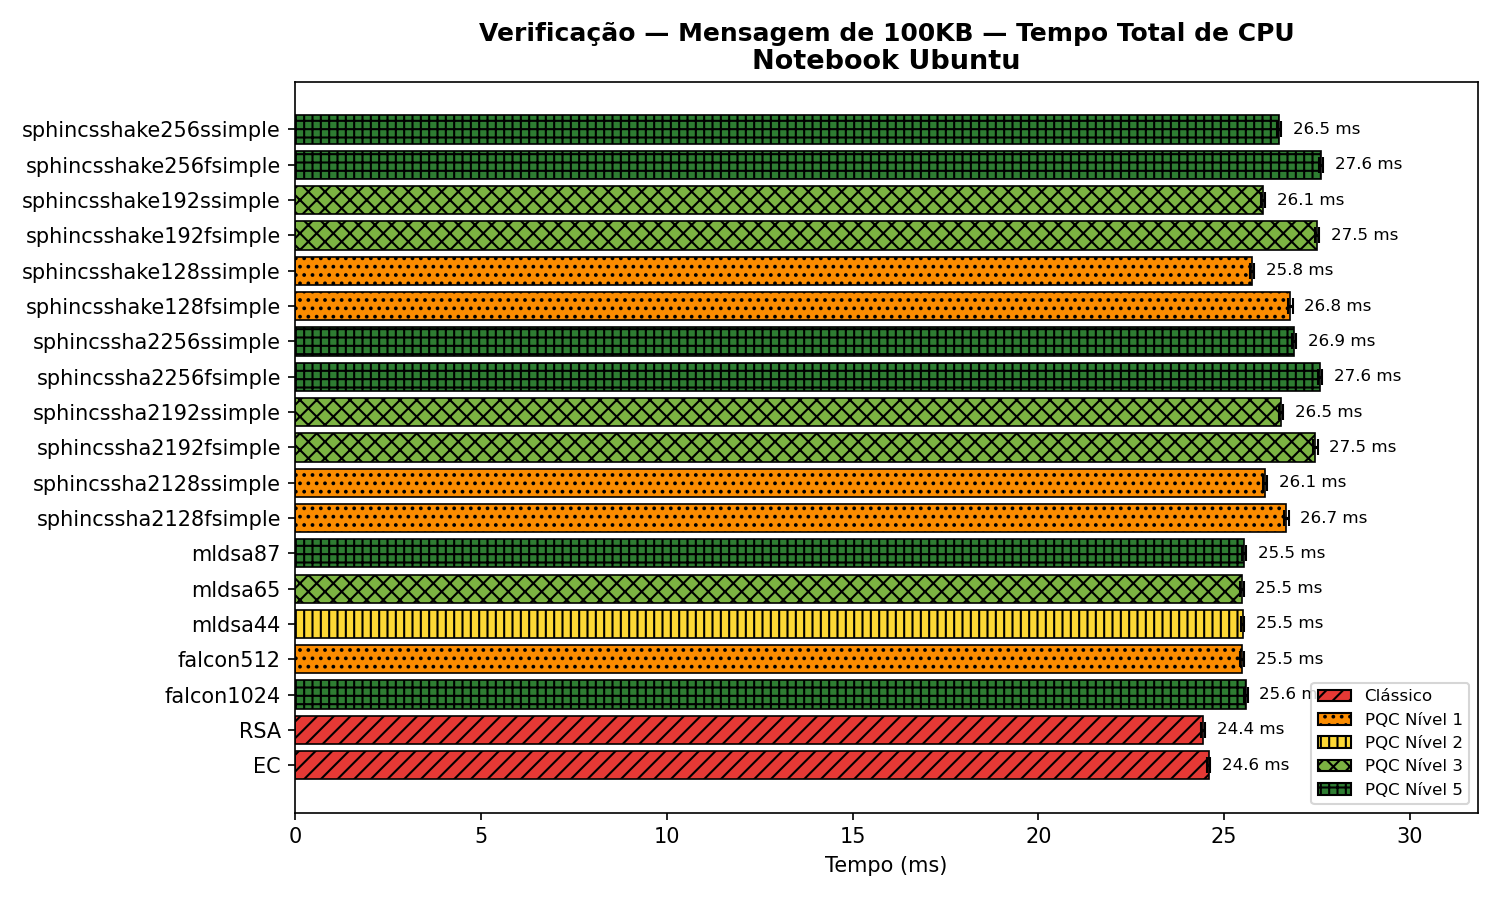 Verificação — Mensagem de 100KB — Tempo Total de CPU
Notebook Ubuntu
sphincsshake256ssimple 26.5 ms
sphincsshake256fsimple 27.6 ms
sphincsshake192ssimple 26.1 ms
sphincsshake192fsimple 27.5 ms
sphincsshake128ssimple 25.8 ms
sphincsshake128fsimple 26.8 ms
sphincssha2256ssimple 26.9 ms
sphincssha2256fsimple 27.6 ms
sphincssha2192ssimple 26.5 ms
sphincssha2192fsimple 27.5 ms
sphincssha2128ssimple 26.1 ms
sphincssha2128fsimple 26.7 ms
mldsa87 25.5 ms
mldsa65 25.5 ms
mldsa44 25.5 ms
falcon512 25.5 ms
falcon1024 25.6
RSA 24.4 ms
EC 24.6 ms
Clássico
PQC Nível 1
PQC Nível 2
PQC Nível 3
PQC Nível 5
0 5 10 15 20 25 30
Tempo (ms)